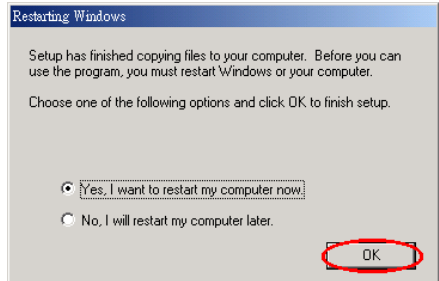 Restarting Windows
Setup has finished copying files to your computer. Before you can
use the program, you must restart Windows or your computer.
Choose one of the following options and click OK to finish setup.
Yes, I want to restart my computer now.
No, I will restart my computer later.
OK